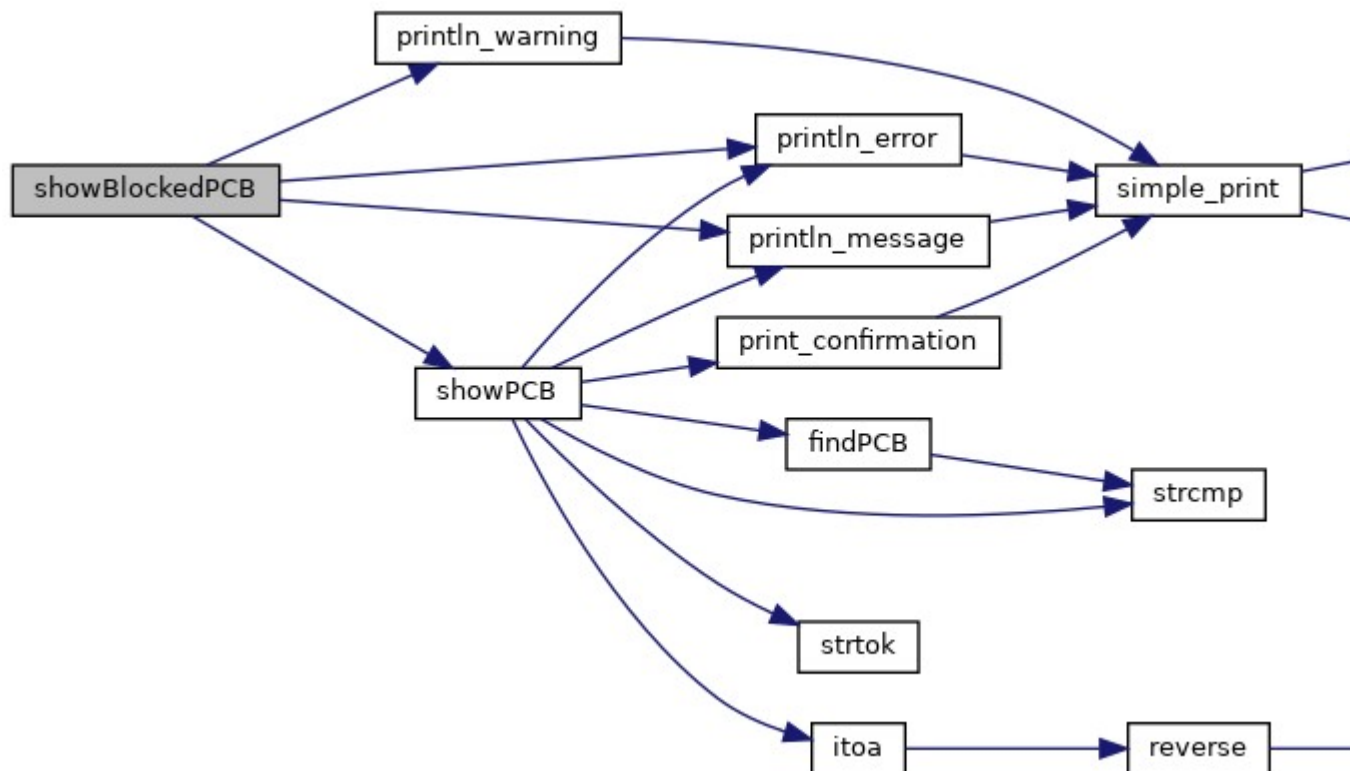 println_warning
println_error
showBlockedPCB
simple_print
println_message
print_confirmation
showPCB
findPCB
strcmp
strtok
itoa
reverse